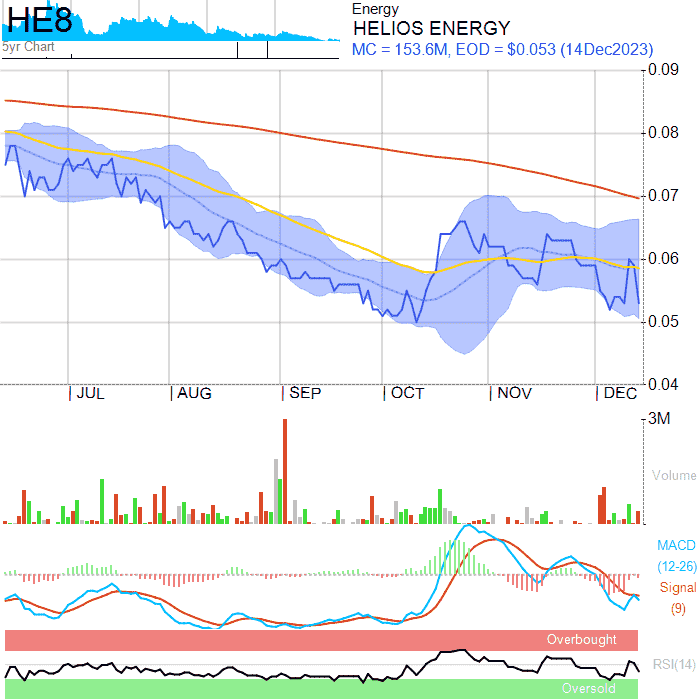 HE8
5yr Chart
Energy
HELIOS ENERGY
MC = 153.6M, EOD = $0.053 (14Dec2023)
0.09
0.08
0.07
0.06
0.05
0.04
JUL AUG SEP OCT NOV DEC
3M
Volume
MACD
(12-26)
Signal
(9)
Overbought
RSI(14)
Oversold